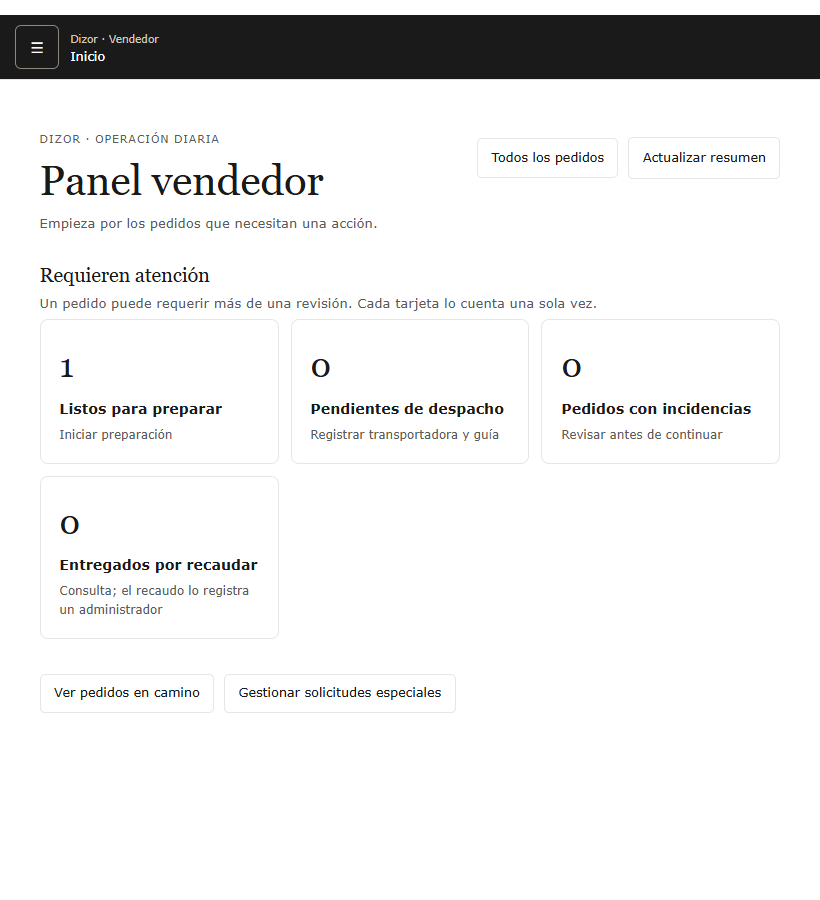 ☰
Dizor · Vendedor
Inicio
DIZOR · OPERACIÓN DIARIA
Panel vendedor
Empieza por los pedidos que necesitan una acción.
Todos los pedidos
Actualizar resumen
Requieren atención
Un pedido puede requerir más de una revisión. Cada tarjeta lo cuenta una sola vez.
1
Listos para preparar
Iniciar preparación
0
Pendientes de despacho
Registrar transportadora y guía
0
Pedidos con incidencias
Revisar antes de continuar
0
Entregados por recaudar
Consulta; el recaudo lo registra
un administrador
Ver pedidos en camino
Gestionar solicitudes especiales